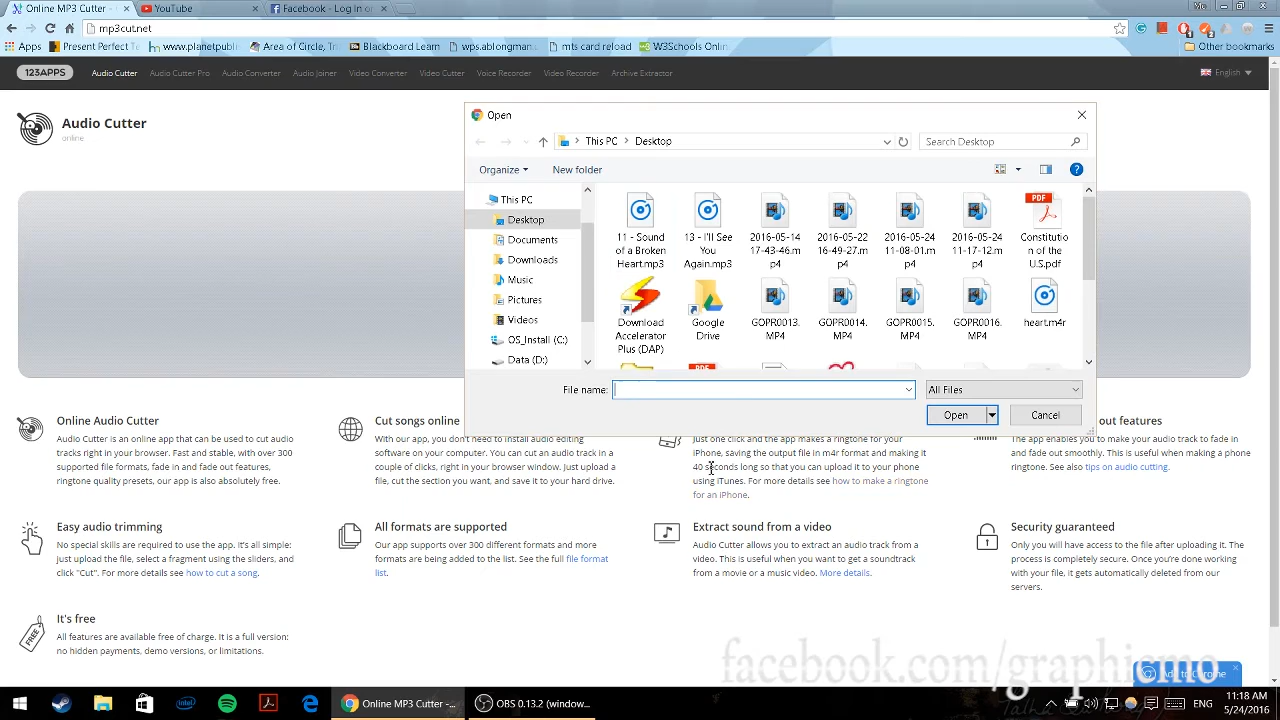 Online MP3 Cutter -
YouTube
Facebook - Log In or
mp3cut.net
Apps
Present Perfect Te
www.planetpublis
Area of Circle, Tri
Blackboard Learn
wps.ablongman.
mts card reload
W3Schools Onlin
Other bookmarks
123APPS
Audio Cutter
Audio Cutter Pro
Audio Converter
Audio Joiner
Video Converter
Video Cutter
Voice Recorder
Video Recorder
Archive Extractor
English
Audio Cutter
online
Open
This PC
Desktop
Search Desktop
Organize
New folder
This PC
Desktop
Documents
Downloads
Music
Pictures
Videos
OS_Install (C:)
Data (D:)
11 - Sound
of a Broken
Heart.mp3
13 - I'll See
You
Again.mp3
2016-05-14
17-43-46.m
p4
2016-05-22
16-49-27.m
p4
2016-05-24
11-08-01.m
p4
2016-05-24
11-17-12.m
p4
PDF
Constitutio
n of the
U.S.pdf
Download
Accelerator
Plus (DAP)
Google
Drive
GOPR0013.
MP4
GOPR0014.
MP4
GOPR0015.
MP4
GOPR0016.
MP4
heart.m4r
PDF
File name:
All Files
Open
Cancel
Online Audio Cutter
Audio Cutter is an online app that can be used to cut audio
tracks right in your browser. Fast and stable, with over 300
supported file formats, fade in and fade out features,
ringtone quality presets, our app is also absolutely free.
Cut songs online
With our app, you don't need to install audio editing
software on your computer. You can cut an audio track in a
couple of clicks, right in your browser window. Just upload a
file, cut the section you want, and save it to your hard drive.
Just one click and the app makes a ringtone for your
iPhone, saving the output file in m4r format and making it
40 seconds long so that you can upload it to your phone
using iTunes. For more details see how to make a ringtone
for an iPhone.
out features
The app enables you to make your audio track to fade in
and fade out smoothly. This is useful when making a phone
ringtone. See also tips on audio cutting.
Easy audio trimming
No special skills are required to use the app. It's all simple:
just upload the file, select a fragment using the sliders, and
click "Cut". For more details see how to cut a song.
All formats are supported
Our app supports over 300 different formats and more
formats are being added to the list. See the full file format
list.
Extract sound from a video
Audio Cutter allows you to extract an audio track from a
video. This is useful when you want to get a soundtrack
from a movie or a music video. More details.
Security guaranteed
Only you will have access to the file after uploading it. The
process is completely secure. Once you're done working
with your file, it gets automatically deleted from our
servers.
FREE
It's free
All features are available free of charge. It is a full version:
no hidden payments, demo versions, or limitations.
facebook.com/graphicmo
Add to Chrome
Online MP3 Cutter -...
OBS 0.13.2 (window...
ENG
11:18 AM
5/24/2016